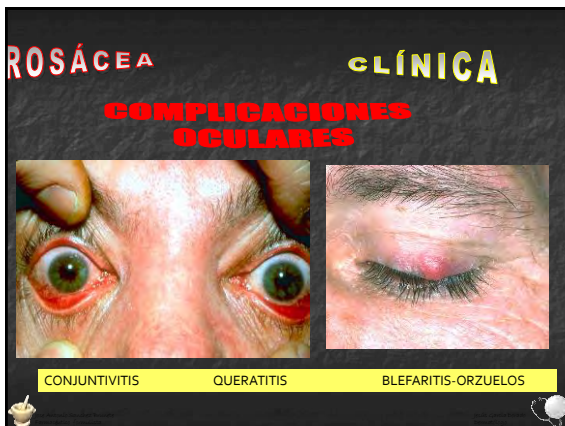 ROSÁCEA
CLÍNICA
COMPLICACIONES
OCULARES
CONJUNTIVITIS QUERATITIS BLEFARITIS-ORZUELOS